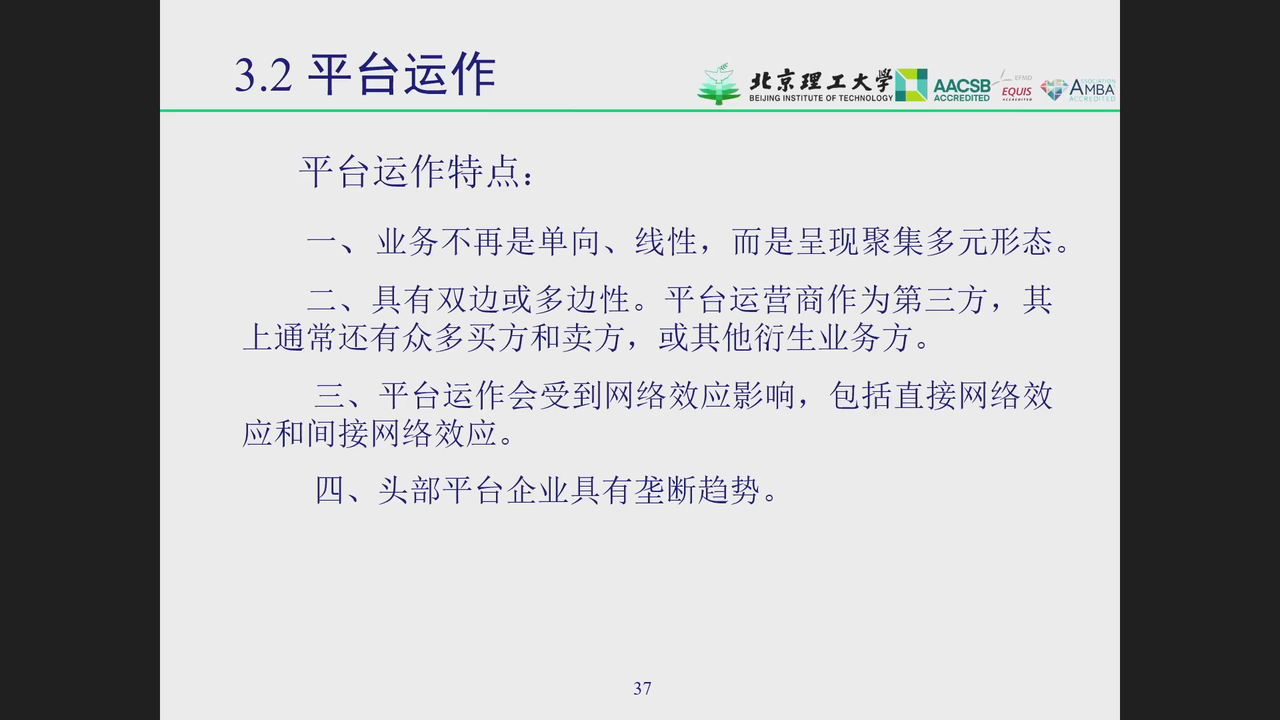 3.2 平台运作
北京理工大学
BEIJING INSTITUTE OF TECHNOLOGY
AACSB
ACCREDITED
EFMD
EQUIS
ACCREDITED
ASSOCIATION
AMBA
ACCREDITED
平台运作特点：
一、业务不再是单向、线性，而是呈现聚集多元形态。
二、具有双边或多边性。平台运营商作为第三方，其
上通常还有众多买方和卖方，或其他衍生业务方。
三、平台运作会受到网络效应影响，包括直接网络效
应和间接网络效应。
四、头部平台企业具有垄断趋势。
37